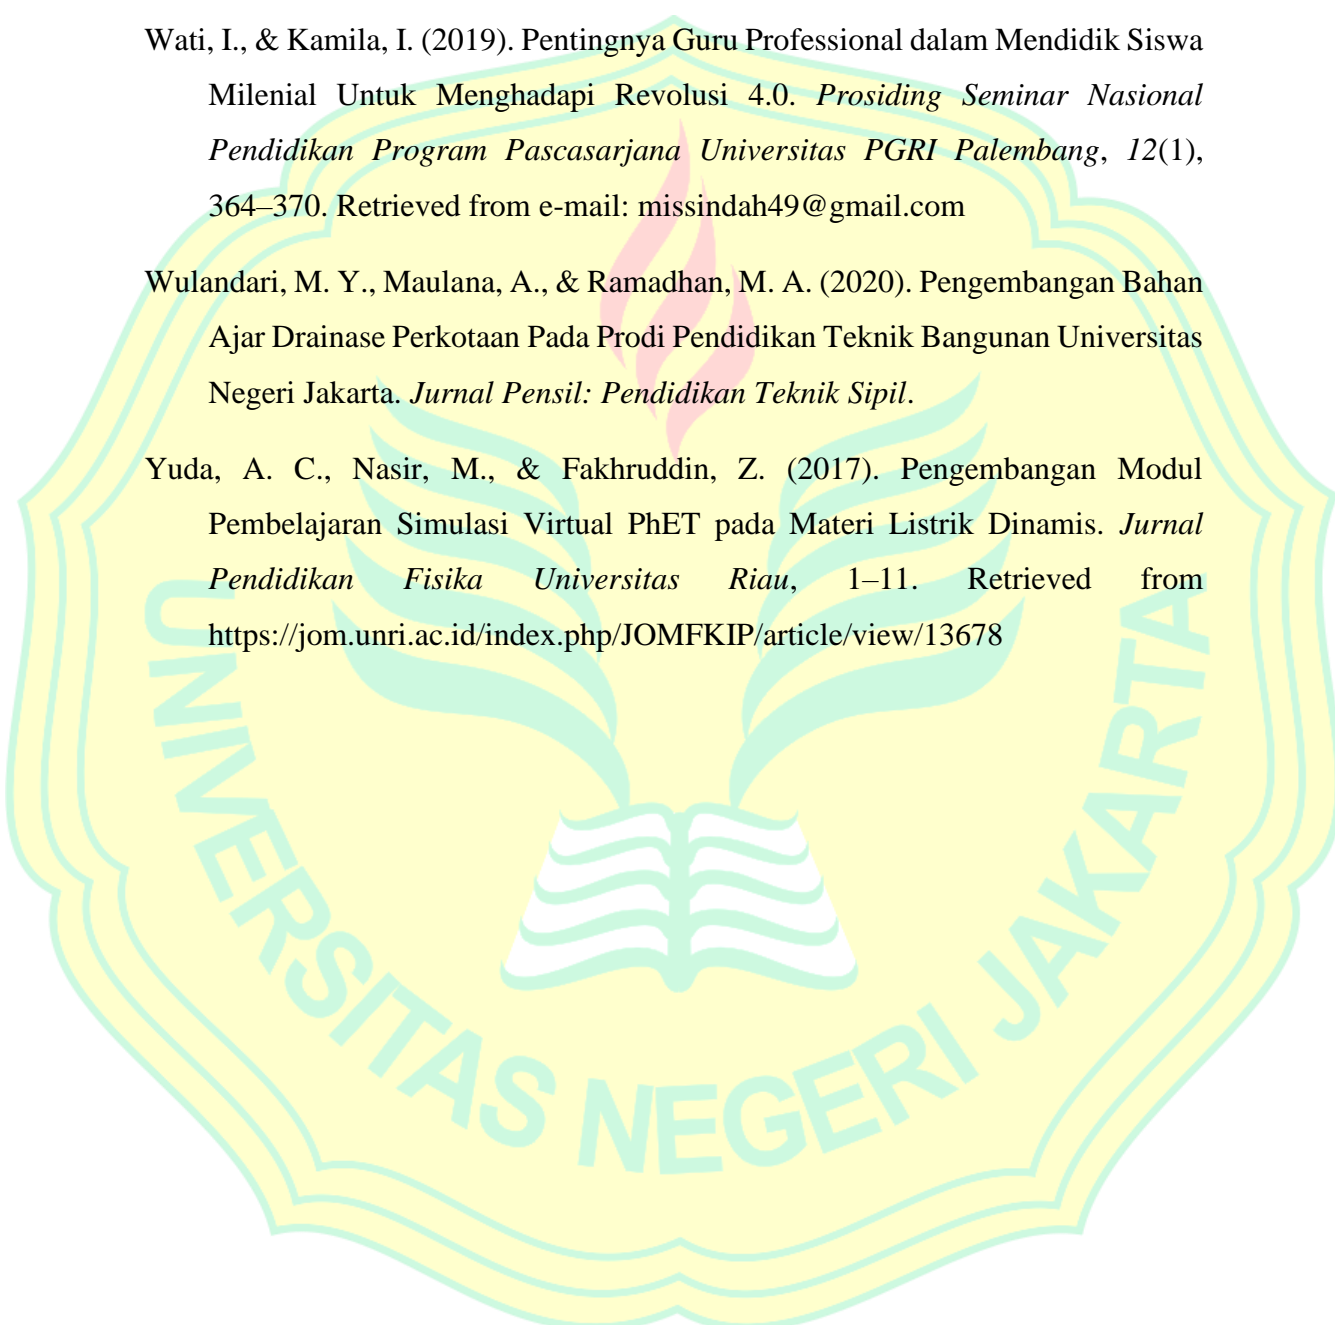 Wati, I., & Kamila, I. (2019). Pentingnya Guru Professional dalam Mendidik Siswa
Milenial Untuk Menghadapi Revolusi 4.0. Prosiding Seminar Nasional
Pendidikan Program Pascasarjana Universitas PGRI Palembang, 12(1),
364–370. Retrieved from e-mail: missindah49@gmail.com
Wulandari, M. Y., Maulana, A., & Ramadhan, M. A. (2020). Pengembangan Bahan
Ajar Drainase Perkotaan Pada Prodi Pendidikan Teknik Bangunan Universitas
Negeri Jakarta. Jurnal Pensil: Pendidikan Teknik Sipil.
Yuda, A. C., Nasir, M., & Fakhruddin, Z. (2017). Pengembangan Modul
Pembelajaran Simulasi Virtual PhET pada Materi Listrik Dinamis. Jurnal
Pendidikan Fisika Universitas Riau, 1–11. Retrieved from
https://jom.unri.ac.id/index.php/JOMFKIP/article/view/13678
UNIVERSITAS NEGERI JAKARTA